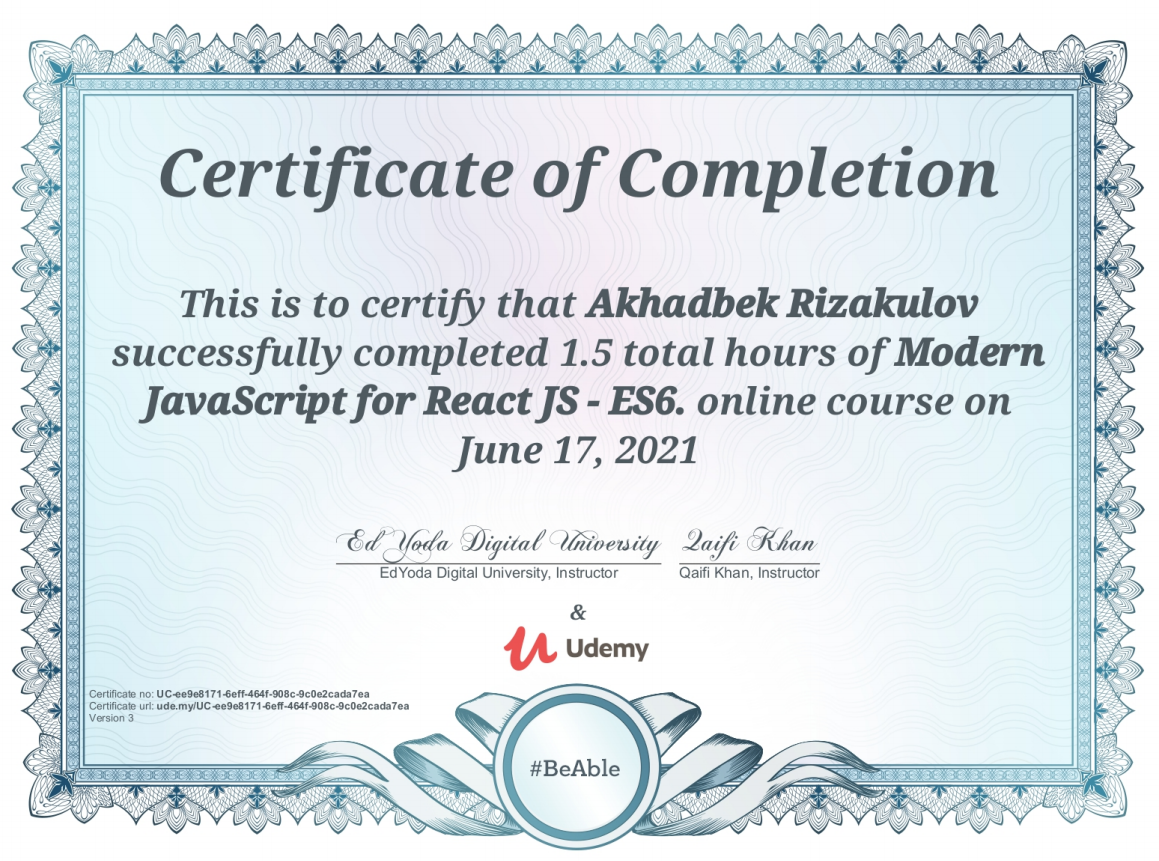 Certificate of Completion
This is to certify that Akhadbek Rizakulov
successfully completed 1.5 total hours of Modern
JavaScript for React JS - ES6. online course on
June 17, 2021
Ed Yoda Digital University Qaifi Khan
EdYoda Digital University, Instructor Qaifi Khan, Instructor
&
Udemy
Certificate no: UC-ee9e8171-6eff-464f-908c-9c0e2cada7ea
Certificate url: ude.my/UC-ee9e8171-6eff-464f-908c-9c0e2cada7ea
Version 3
#BeAble